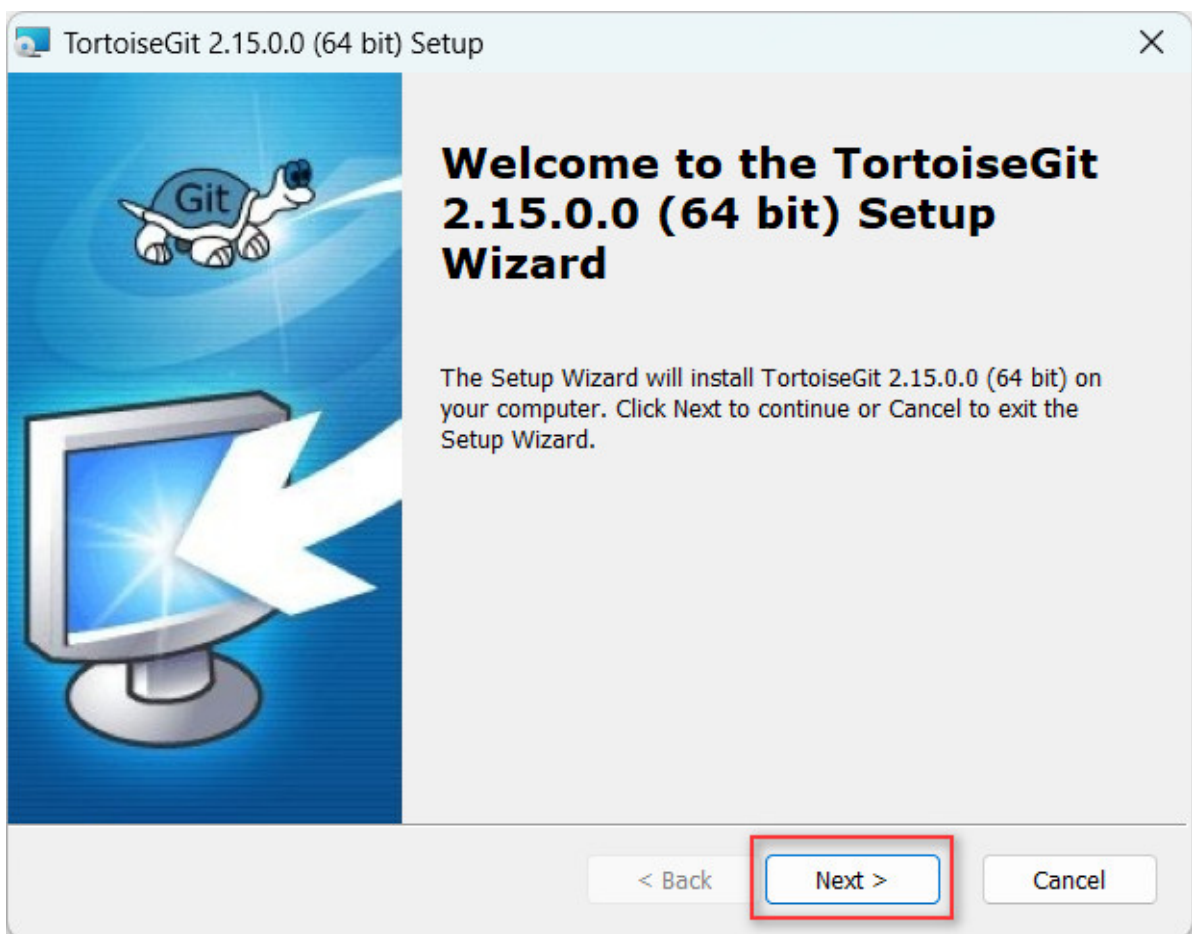 TortoiseGit 2.15.0.0 (64 bit) Setup
Git
Welcome to the TortoiseGit
2.15.0.0 (64 bit) Setup
Wizard
The Setup Wizard will install TortoiseGit 2.15.0.0 (64 bit) on
your computer. Click Next to continue or Cancel to exit the
Setup Wizard.
< Back Next > Cancel